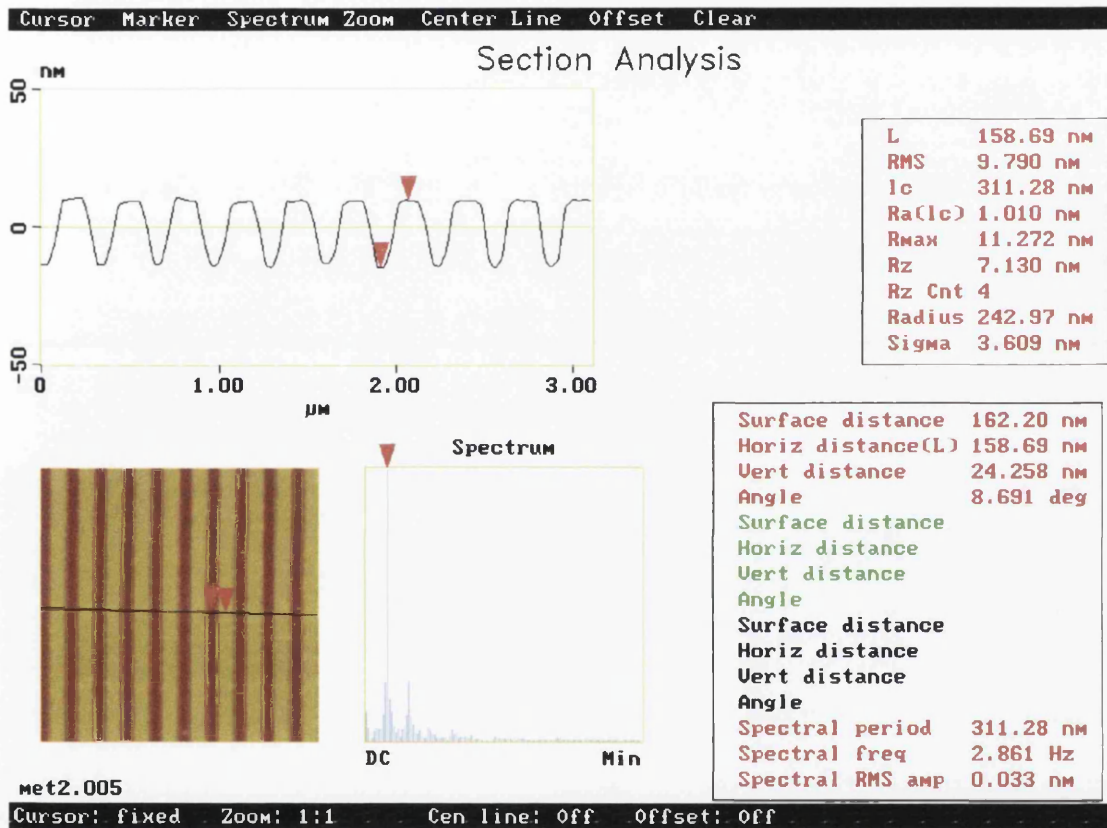 Cursor Marker Spectrum Zoom Center Line Offset Clear
Section Analysis
nM
50
0
-50
0 1.00 2.00 3.00
µM
L 158.69 nM
RMS 9.790 nM
lc 311.28 nM
Ra(lc) 1.010 nM
Rmax 11.272 nM
Rz 7.130 nM
Rz Cnt 4
Radius 242.97 nM
Sigma 3.609 nM
Spectrum
DC Min
Surface distance 162.20 nM
Horiz distance(L) 158.69 nM
Vert distance 24.258 nM
Angle 8.691 deg
Surface distance
Horiz distance
Vert distance
Angle
Surface distance
Horiz distance
Vert distance
Angle
Spectral period 311.28 nM
Spectral freq 2.861 Hz
Spectral RMS amp 0.033 nM
met2.005
Cursor: fixed Zoom: 1:1 Cen line: Off Offset: Off